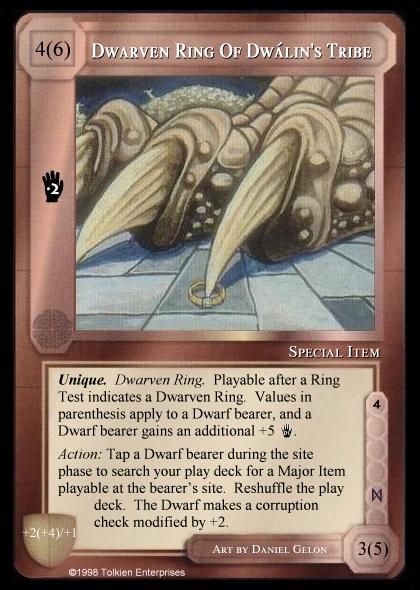 4(6)
DWARVEN RING OF DWÁLIN'S TRIBE
2
SPECIAL ITEM
Unique. Dwarven Ring. Playable after a Ring
Test indicates a Dwarven Ring. Values in
parenthesis apply to a Dwarf bearer, and a
Dwarf bearer gains an additional +5 .
Action: Tap a Dwarf bearer during the site
phase to search your play deck for a Major Item
playable at the bearer's site. Reshuffle the play
deck. The Dwarf makes a corruption
check modified by +2.
4
+2(+4)/+1
ART BY DANIEL GELON
3(5)
©1998 Tolkien Enterprises